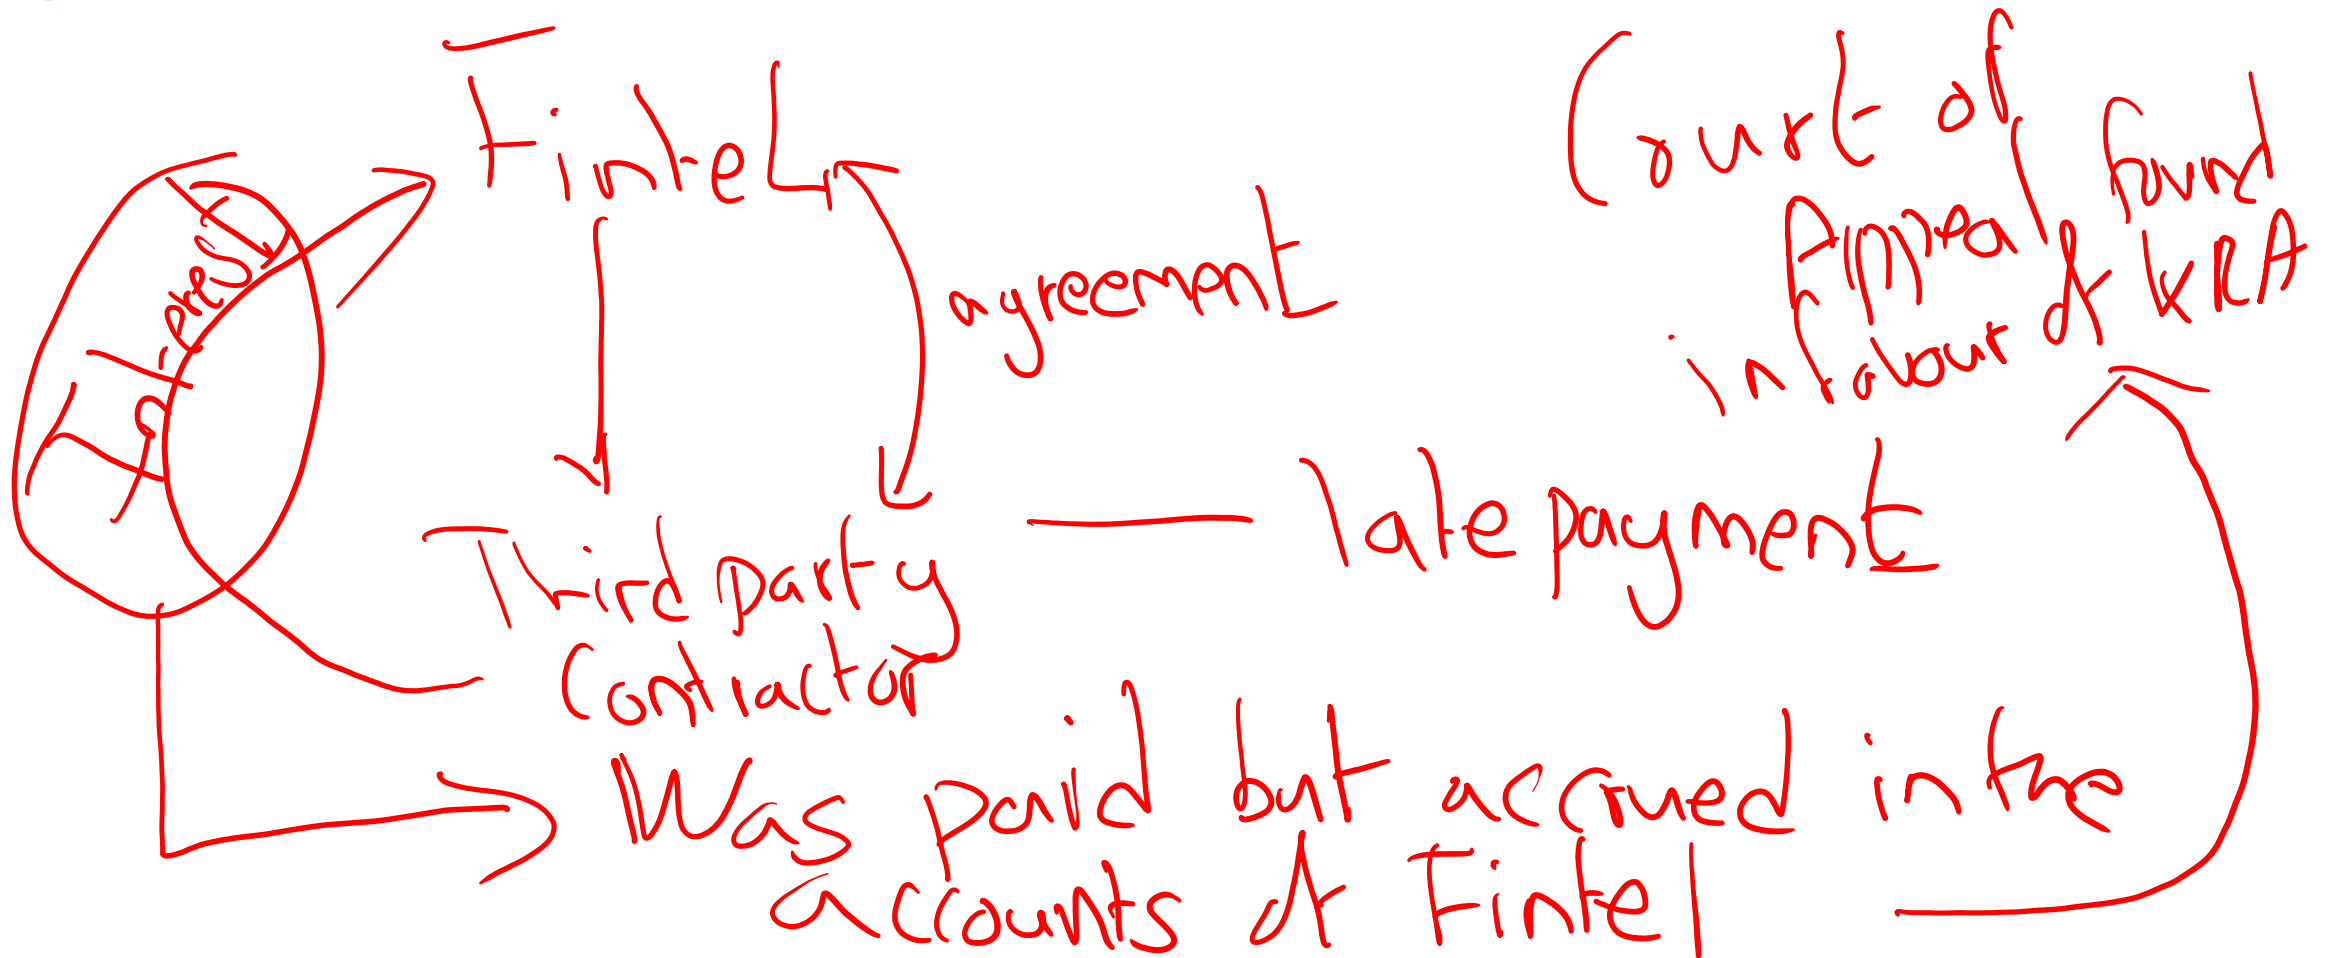 Fintel
Court of
Appeal found
in favour of KRA
agreement
Interest
late payment
Third party
Contractor
Was paid but accrued in the
accounts of Fintel